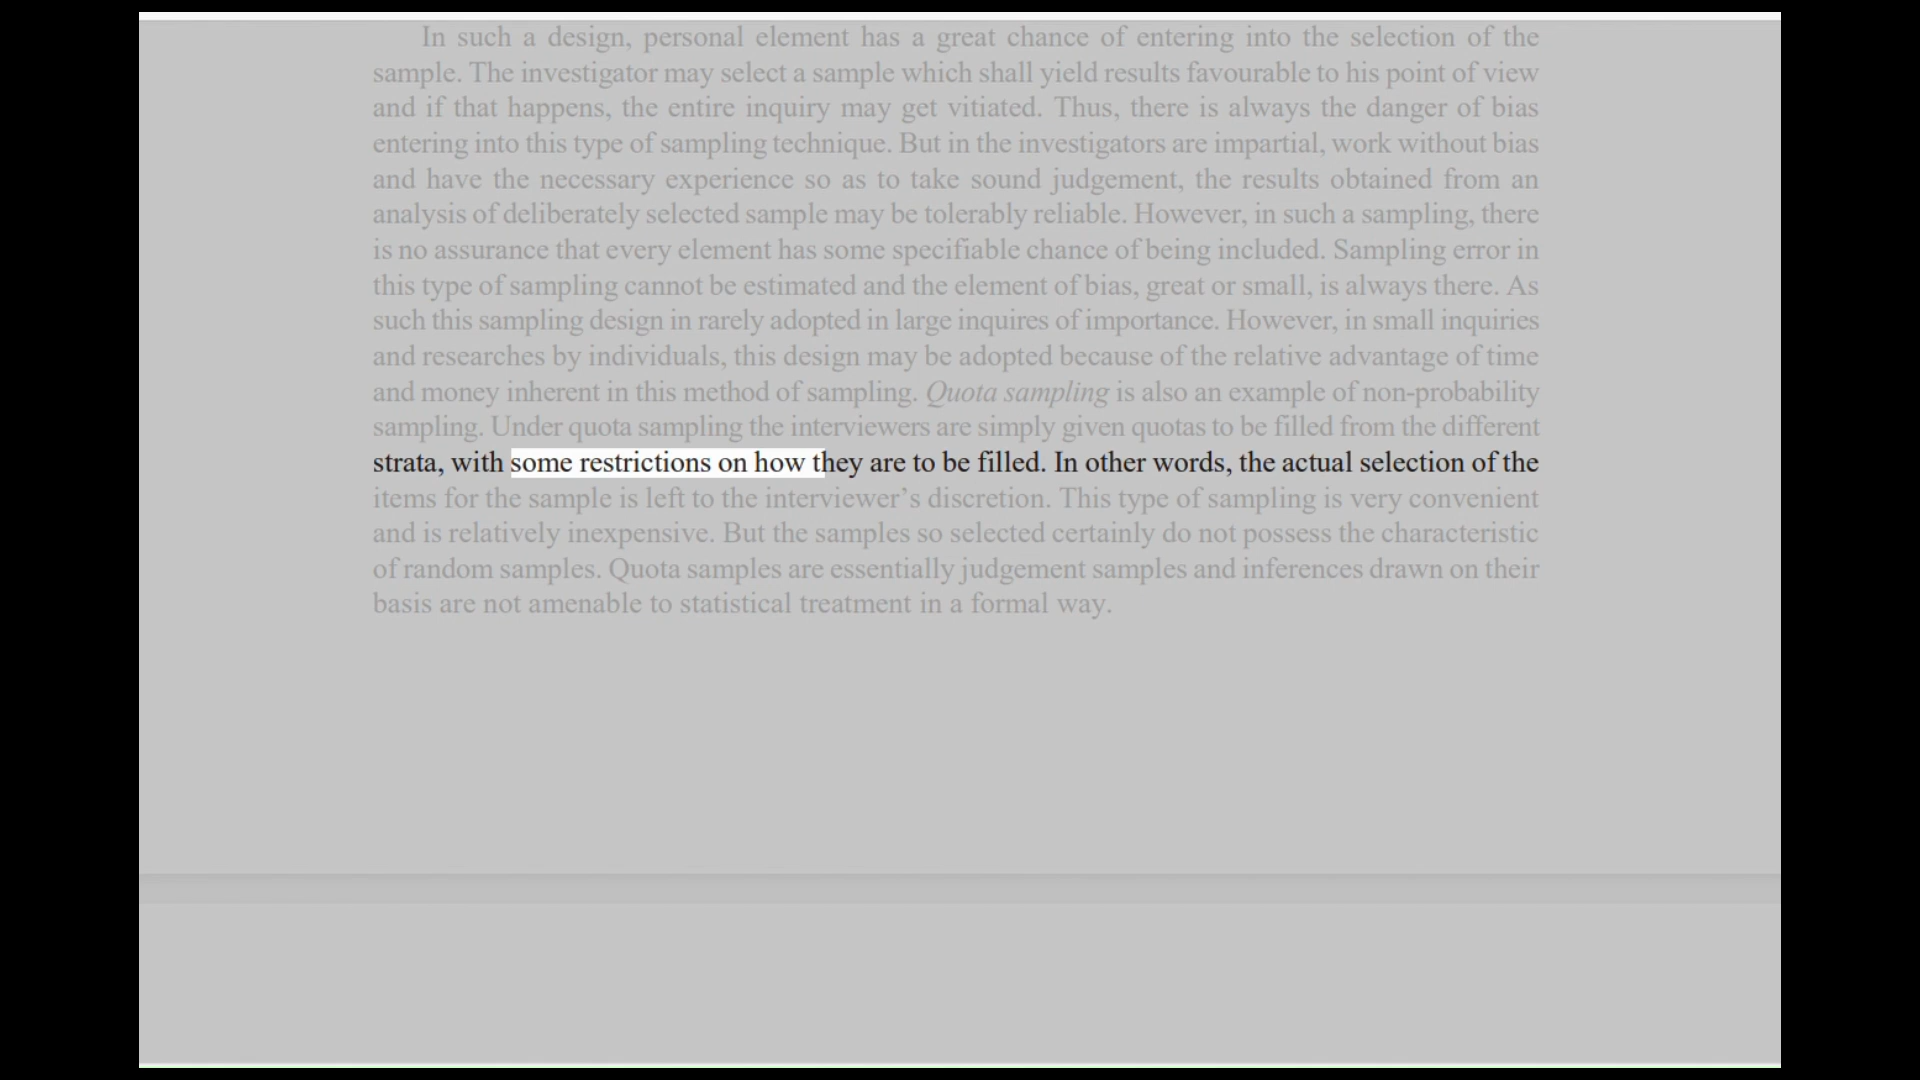 In such a design, personal element has a great chance of entering into the selection of the
sample. The investigator may select a sample which shall yield results favourable to his point of view
and if that happens, the entire inquiry may get vitiated. Thus, there is always the danger of bias
entering into this type of sampling technique. But in the investigators are impartial, work without bias
and have the necessary experience so as to take sound judgement, the results obtained from an
analysis of deliberately selected sample may be tolerably reliable. However, in such a sampling, there
is no assurance that every element has some specifiable chance of being included. Sampling error in
this type of sampling cannot be estimated and the element of bias, great or small, is always there. As
such this sampling design in rarely adopted in large inquires of importance. However, in small inquiries
and researches by individuals, this design may be adopted because of the relative advantage of time
and money inherent in this method of sampling. Quota sampling is also an example of non-probability
sampling. Under quota sampling the interviewers are simply given quotas to be filled from the different
strata, with some restrictions on how they are to be filled. In other words, the actual selection of the
items for the sample is left to the interviewer’s discretion. This type of sampling is very convenient
and is relatively inexpensive. But the samples so selected certainly do not possess the characteristic
of random samples. Quota samples are essentially judgement samples and inferences drawn on their
basis are not amenable to statistical treatment in a formal way.